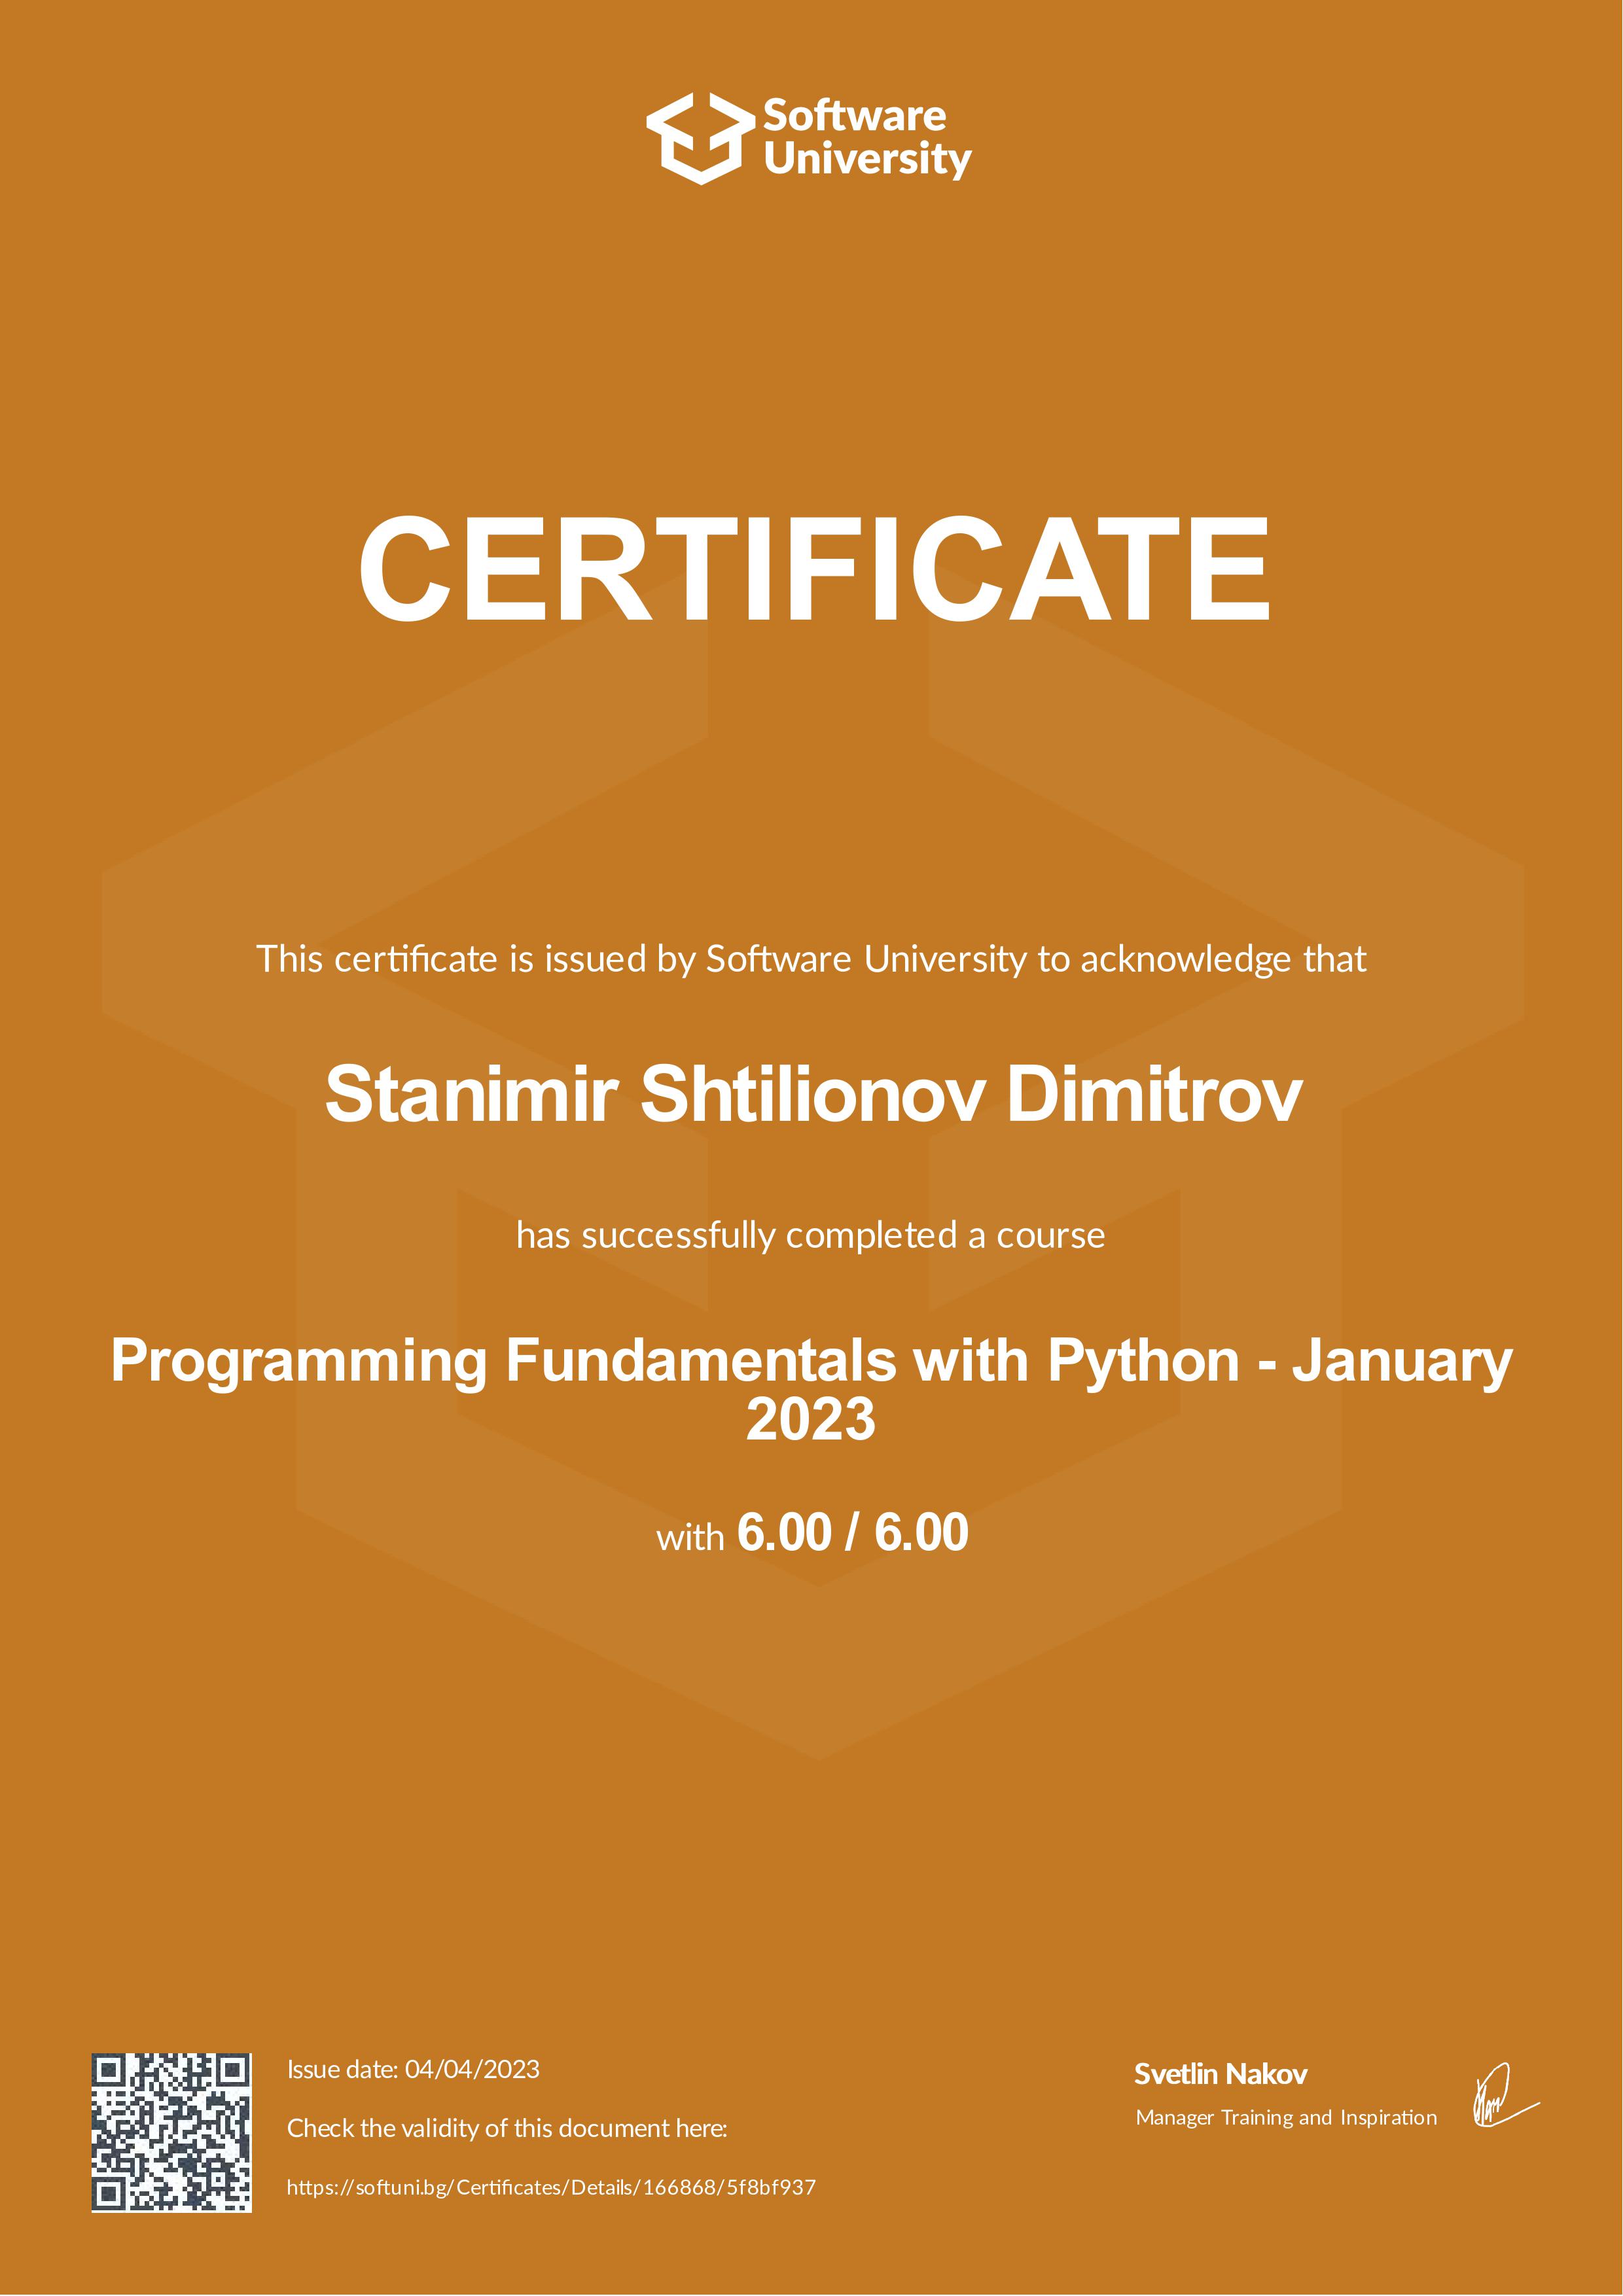 Software
University
CERTIFICATE
This certificate is issued by Software University to acknowledge that
Stanimir Shtilionov Dimitrov
has successfully completed a course
Programming Fundamentals with Python - January
2023
with 6.00 / 6.00
Issue date: 04/04/2023
Check the validity of this document here:
https://softuni.bg/Certificates/Details/166868/5f8bf937
Svetlin Nakov
Manager Training and Inspiration